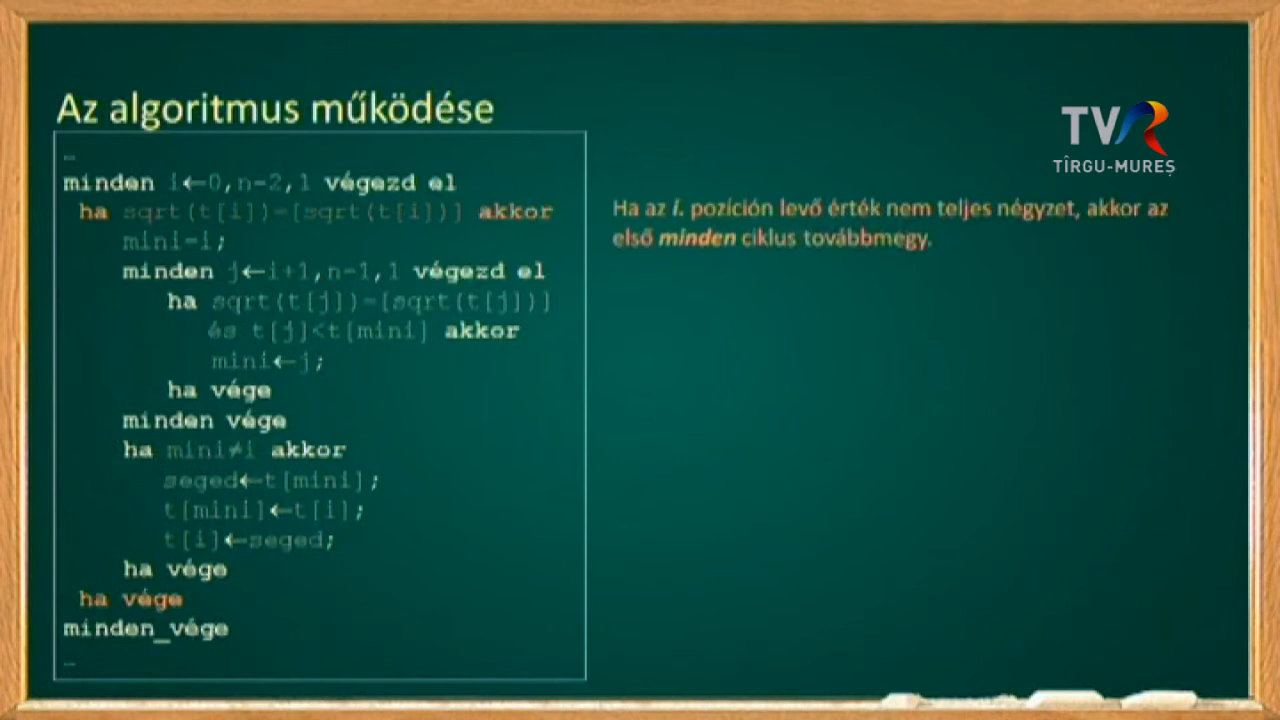 Az algoritmus működése
TVR
TÎRGU-MUREȘ
…
minden i←0,n-2,1 végezd el
ha sqrt(t[i])=[sqrt(t[i])] akkor
mini=i;
minden j←i+1,n-1,1 végezd el
ha sqrt(t[j])=[sqrt(t[j])]
és t[j]<t[mini] akkor
mini←j;
ha vége
minden vége
ha mini≠i akkor
seged←t[mini];
t[mini]←t[i];
t[i]←seged;
ha vége
ha vége
minden_vége
…
Ha az i. pozíción levő érték nem teljes négyzet, akkor az
első minden ciklus továbbmegy.